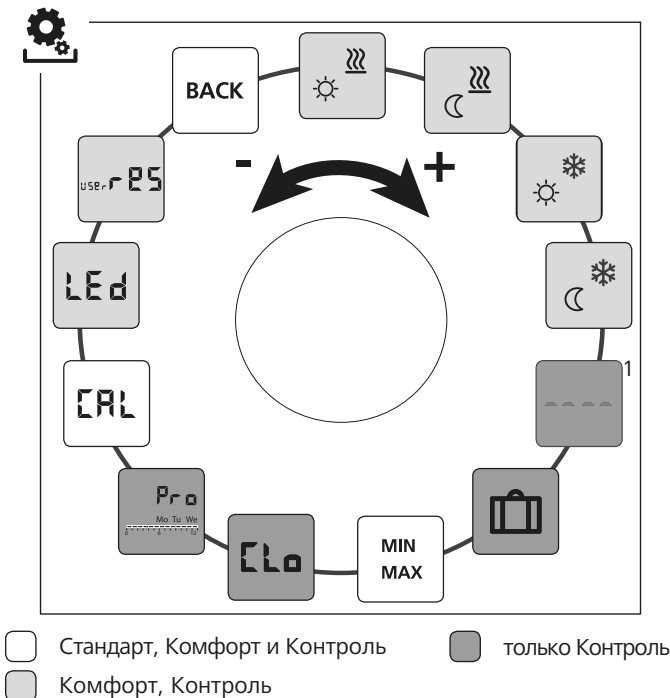 BACK
- +
user res
LEd
CAL
1
Pro
Mo Tu We
0 6 12
CLo
MIN
MAX
Стандарт, Комфорт и Контроль
только Контроль
Комфорт, Контроль